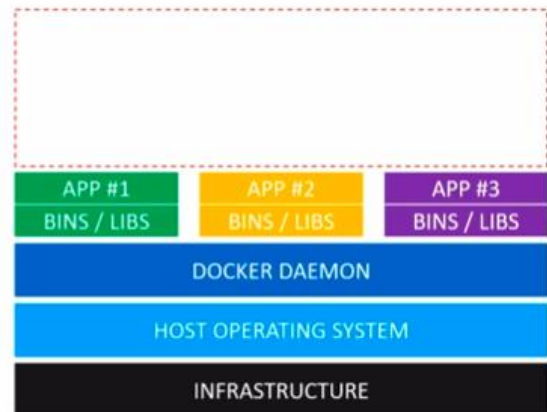 APP #1 APP #2 APP #3
BINS / LIBS BINS / LIBS BINS / LIBS
DOCKER DAEMON
HOST OPERATING SYSTEM
INFRASTRUCTURE